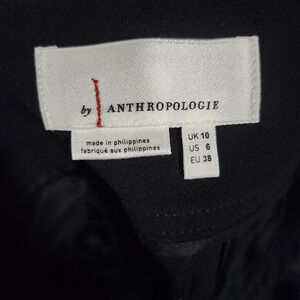 by ANTHROPOLOGIE
made in philippines
fabriqué aux philippines
UK 10
US 6
EU 38